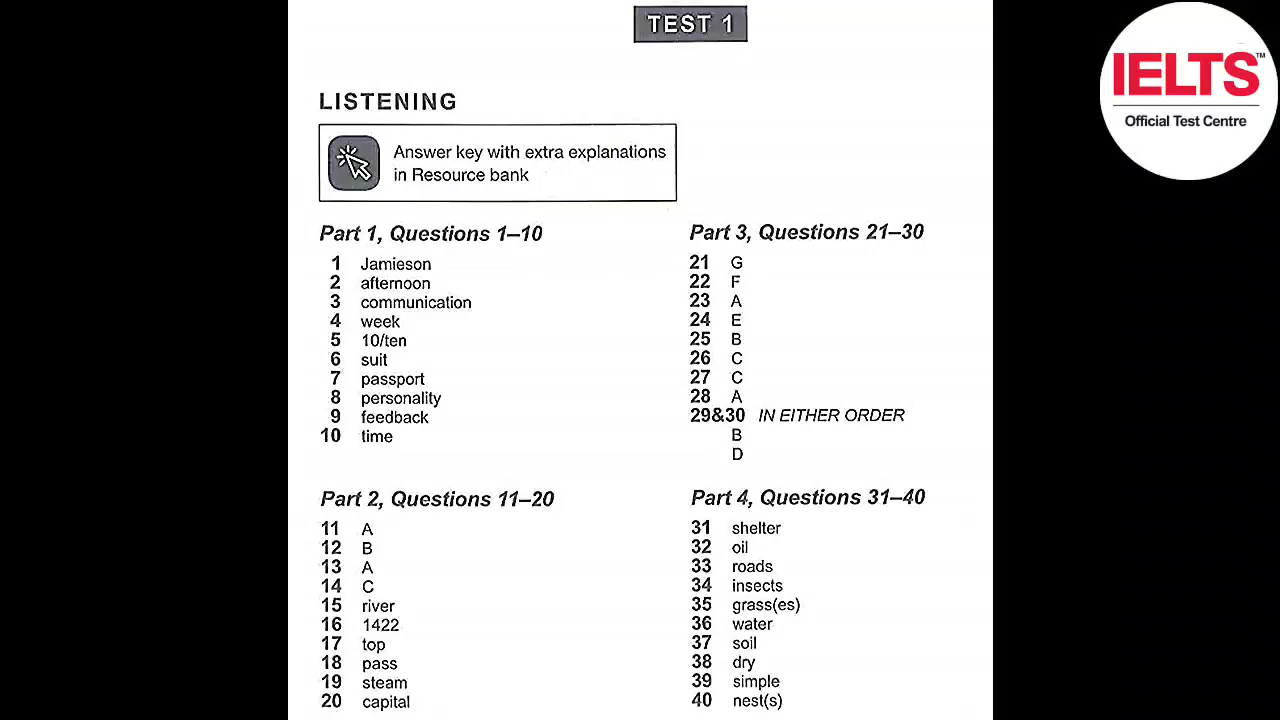 TEST 1
IELTS™
Official Test Centre
LISTENING
Answer key with extra explanations
in Resource bank
Part 1, Questions 1–10
1 Jamieson
2 afternoon
3 communication
4 week
5 10/ten
6 suit
7 passport
8 personality
9 feedback
10 time
Part 2, Questions 11–20
11 A
12 B
13 A
14 C
15 river
16 1422
17 top
18 pass
19 steam
20 capital
Part 3, Questions 21–30
21 G
22 F
23 A
24 E
25 B
26 C
27 C
28 A
29&30 IN EITHER ORDER
B
D
Part 4, Questions 31–40
31 shelter
32 oil
33 roads
34 insects
35 grass(es)
36 water
37 soil
38 dry
39 simple
40 nest(s)